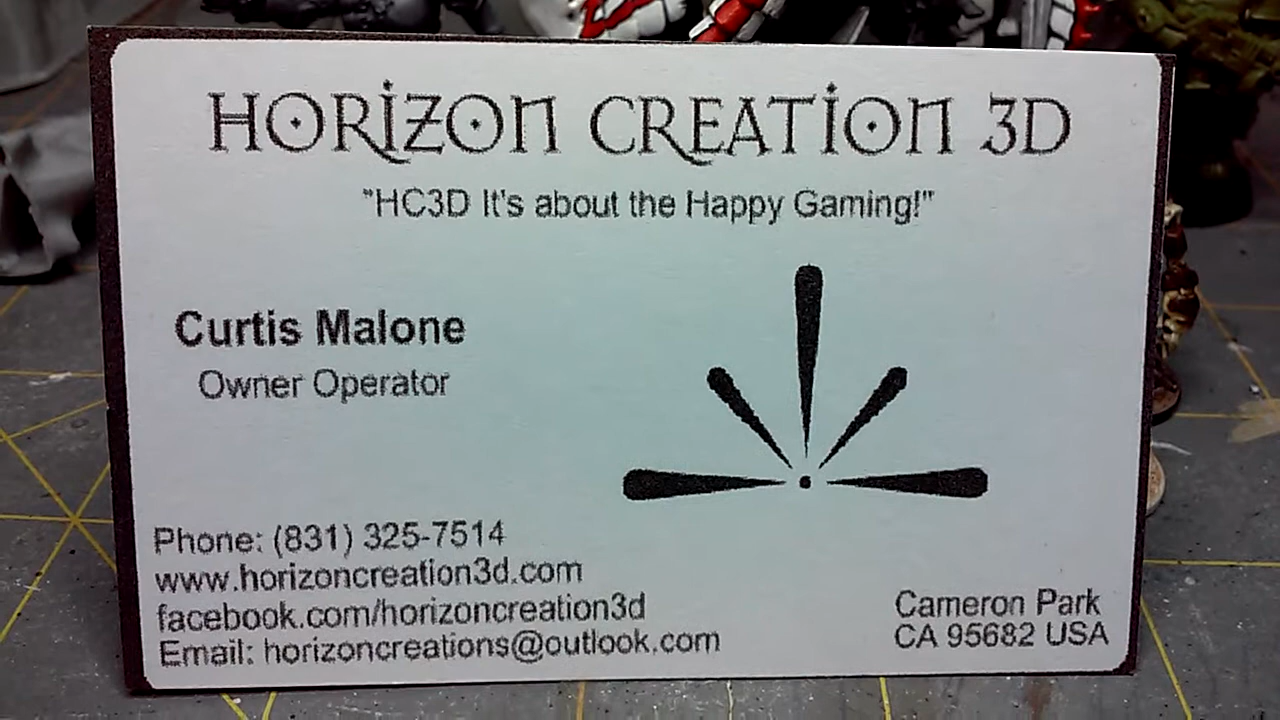 HORIZON CREATION 3D
"HC3D It's about the Happy Gaming!"
Curtis Malone
Owner Operator
Phone: (831) 325-7514
www.horizoncreation3d.com
facebook.com/horizoncreation3d
Email: horizoncreations@outlook.com
Cameron Park
CA 95682 USA